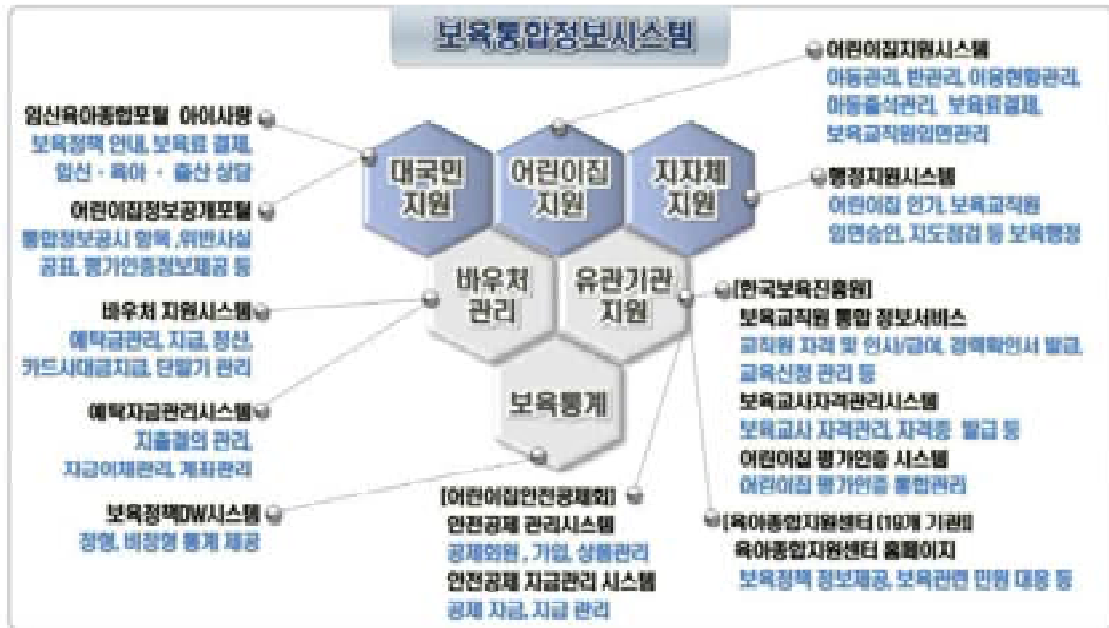 보육통합정보시스템
어린이집지원시스템
아동관리, 반관리, 이용현황관리,
아동출석관리, 보육료결제,
보육교직원임면관리
임신육아종합포털 아이사랑
보육정책 안내, 보육료 결제,
임신 · 육아 · 출산 상담
어린이집정보공개포털
통합정보공시 항목 ,위반사실
공표, 평가인증정보제공 등
대국민
지원
어린이집
지원
지자체
지원
행정지원시스템
어린이집 인가, 보육교직원
임면승인, 지도점검 등 보육행정
바우처
관리
유관기관
지원
보육통계
바우처 지원시스템
예탁금관리, 지급, 정산,
카드사대금지급, 단말기 관리
예탁자금관리시스템
지출결의 관리,
자금이체관리, 계좌관리
보육정책DW시스템
정형, 비정형 통계 제공
[한국보육진흥원]
보육교직원 통합 정보서비스
교직원 자격 및 인사/급여, 경력확인서 발급,
교육신청 관리 등
보육교사자격관리시스템
보육교사 자격관리, 자격증 발급 등
어린이집 평가인증 시스템
어린이집 평가인증 통합관리
[어린이집안전공제회]
안전공제 관리시스템
공제회원 , 가입, 상품관리
안전공제 자금관리 시스템
공제 자금, 지급 관리
[육아종합지원센터 (19개 기관)]
육아종합지원센터 홈페이지
보육정책 정보제공, 보육관련 민원 대응 등